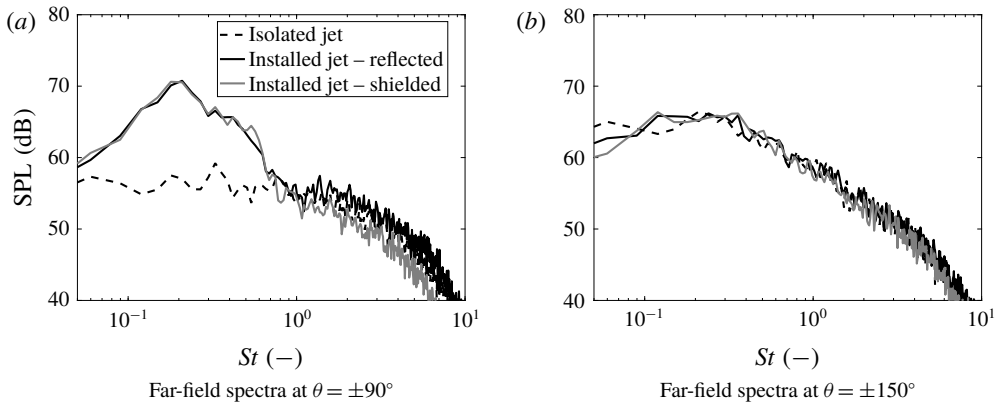 (a)
80
70
60
50
40
SPL (dB)
Isolated jet
Installed jet – reflected
Installed jet – shielded
10⁻¹
10⁰
10¹
St (–)
Far-field spectra at θ = ±90°
(b)
80
70
60
50
40
10⁻¹
10⁰
10¹
St (–)
Far-field spectra at θ = ±150°